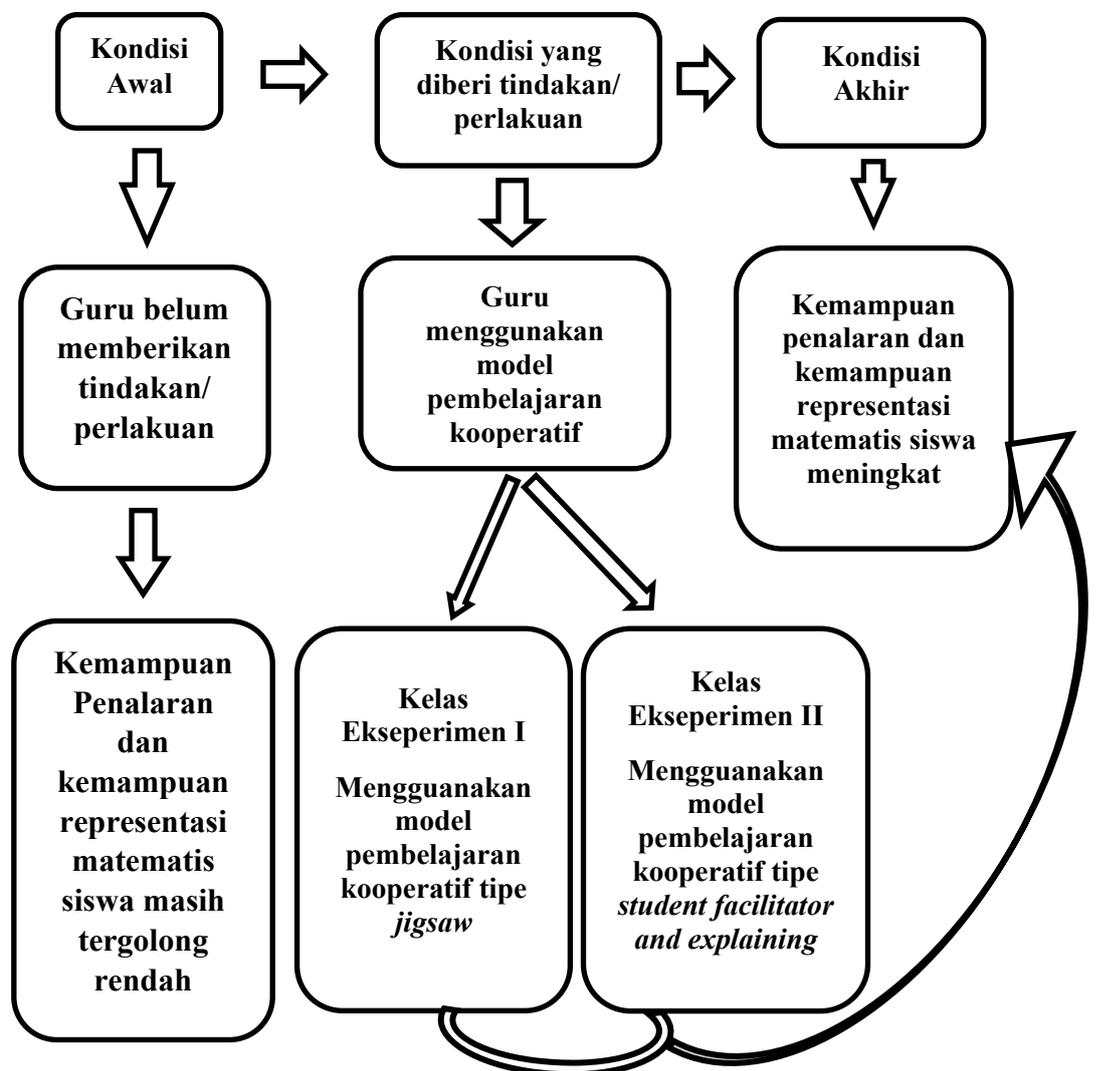 Kondisi
Awal
Kondisi yang
diberi tindakan/
perlakuan
Kondisi
Akhir
Guru belum
memberikan
tindakan/
perlakuan
Guru
menggunakan
model
pembelajaran
kooperatif
Kemampuan
penalaran dan
kemampuan
representasi
matematis siswa
meningkat
Kemampuan
Penalaran
dan
kemampuan
representasi
matematis
siswa masih
tergolong
rendah
Kelas
Ekseperimen I
Mengguanakan
model
pembelajaran
kooperatif tipe
jigsaw
Kelas
Ekseperimen II
Mengguanakan
model
pembelajaran
kooperatif tipe
student facilitator
and explaining